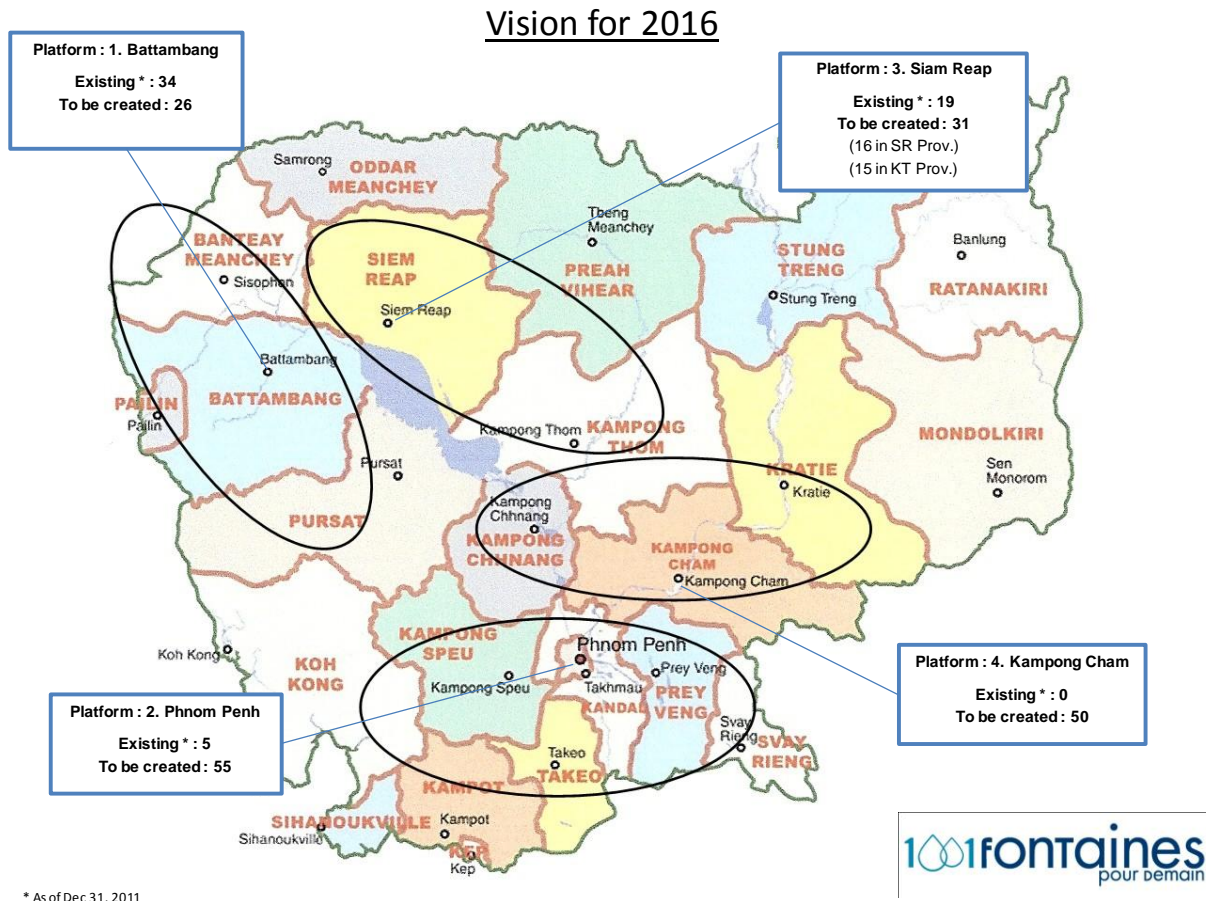 Vision for 2016
Platform : 1. Battambang
Existing * : 34
To be created : 26
Platform : 3. Siam Reap
Existing * : 19
To be created : 31
(16 in SR Prov.)
(15 in KT Prov.)
Samrong
ODDAR
MEANCHEY
Tbeng
Meanchey
BANTEAY
MEANCHEY
Sisophon
SIEM
REAP
Siem Reap
PREAH
VIHEAR
STUNG
TRENG
Stung Treng
Banlung
RATANAKIRI
Battambang
BATTAMBANG
PAILIN
Pailin
Kampong Thom
KAMPONG
THOM
MONDOLKIRI
Sen
Monorom
KRATIE
Kratie
Pursat
PURSAT
Kampong
Chhnang
KAMPONG
CHHNANG
KAMPONG
CHAM
Kampong Cham
KAMPONG
SPEU
Kampong Speu
Phnom Penh
Takhmau
KANDAL
Prey Veng
PREY
VENG
Koh Kong
KOH
KONG
Svay
Rieng
SVAY
RIENG
Platform : 4. Kampong Cham
Existing * : 0
To be created : 50
Platform : 2. Phnom Penh
Existing * : 5
To be created : 55
Takeo
TAKEO
KAMPOT
Kampot
SIHANOUKVILLE
Sihanoukville
KEP
Kep
1001fontaines
pour demain
* As of Dec 31, 2011